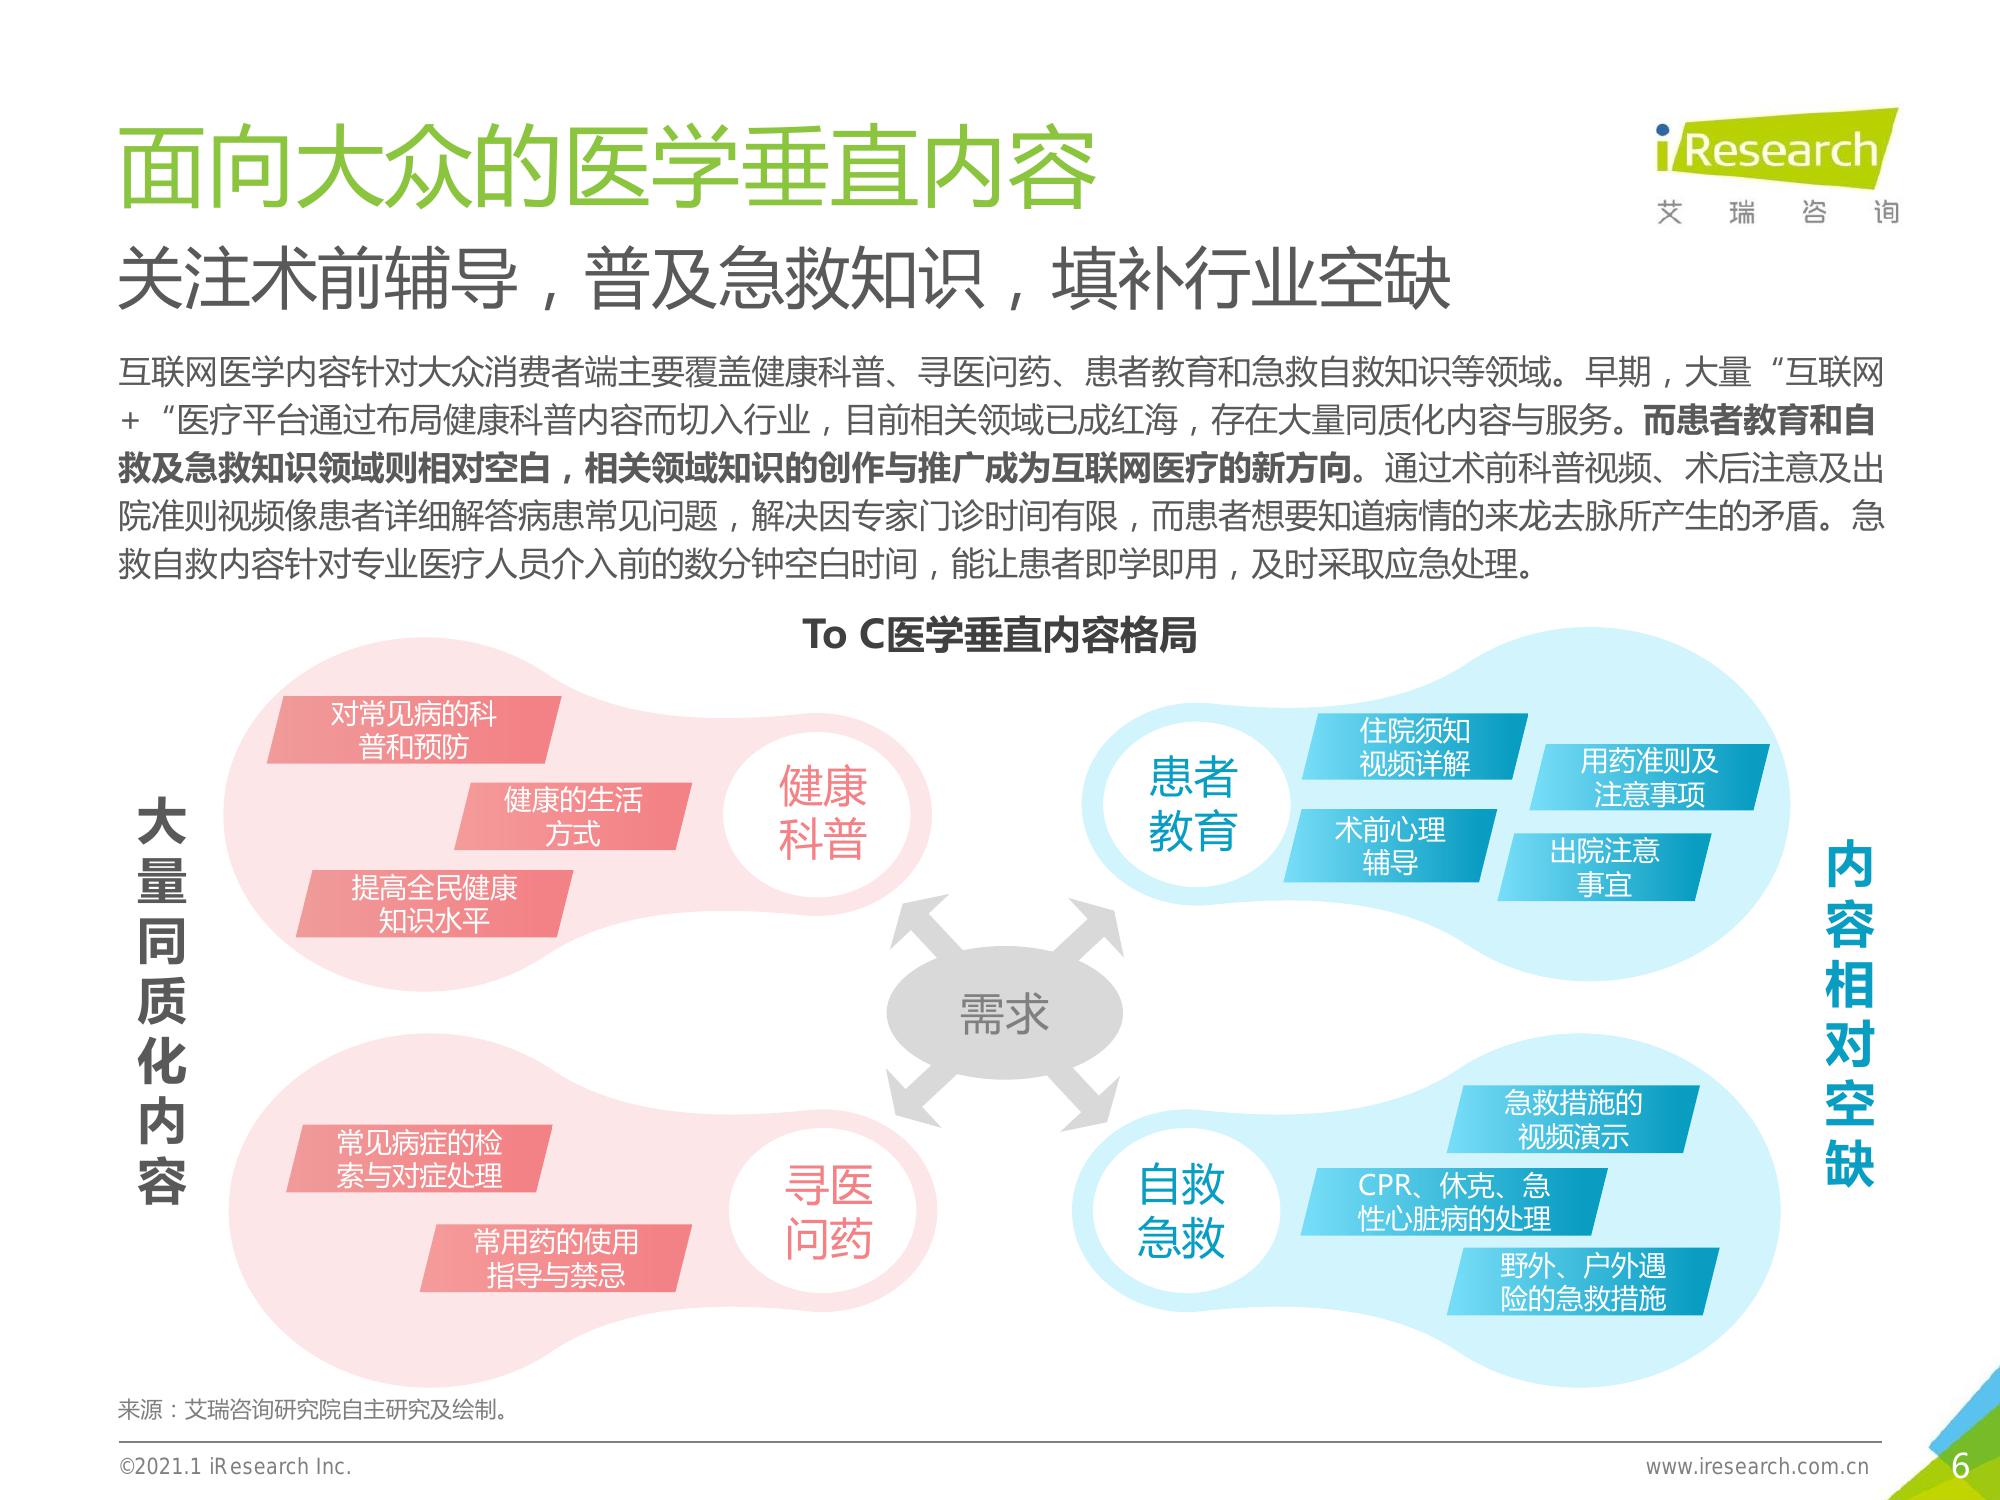 面向大众的医学垂直内容
iResearch
艾 瑞 咨 询
关注术前辅导，普及急救知识，填补行业空缺
互联网医学内容针对大众消费者端主要覆盖健康科普、寻医问药、患者教育和急救自救知识等领域。早期，大量“互联网
+“医疗平台通过布局健康科普内容而切入行业，目前相关领域已成红海，存在大量同质化内容与服务。而患者教育和自
救及急救知识领域则相对空白，相关领域知识的创作与推广成为互联网医疗的新方向。通过术前科普视频、术后注意及出
院准则视频像患者详细解答病患常见问题，解决因专家门诊时间有限，而患者想要知道病情的来龙去脉所产生的矛盾。急
救自救内容针对专业医疗人员介入前的数分钟空白时间，能让患者即学即用，及时采取应急处理。
To C医学垂直内容格局
大量同质化内容
对常见病的科
普和预防
健康的生活
方式
提高全民健康
知识水平
健康
科普
患者
教育
住院须知
视频详解
用药准则及
注意事项
术前心理
辅导
出院注意
事宜
内容相对空缺
需求
常见病症的检
索与对症处理
常用药的使用
指导与禁忌
寻医
问药
自救
急救
急救措施的
视频演示
CPR、休克、急
性心脏病的处理
野外、户外遇
险的急救措施
来源：艾瑞咨询研究院自主研究及绘制。
©2021.1 iResearch Inc.
www.iresearch.com.cn
6